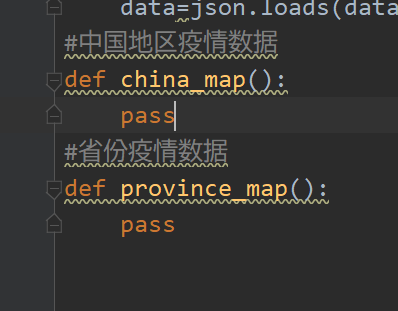 data=json.loads(data
#中国地区疫情数据
def china_map():
pass
#省份疫情数据
def province_map():
pass